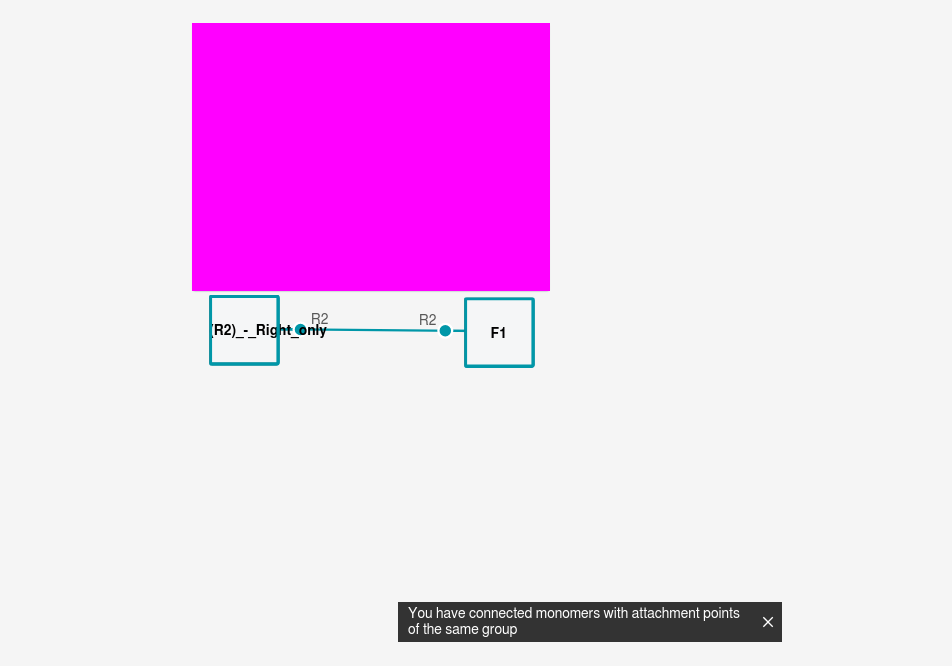 R2
R2
(R2)_-_Right_only
F1
You have connected monomers with attachment points
of the same group